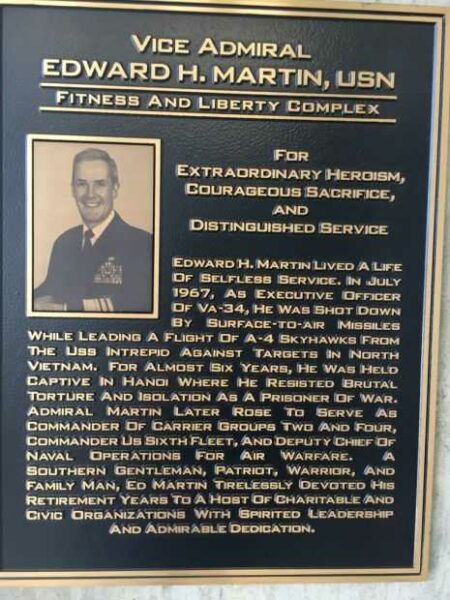 VICE ADMIRAL
EDWARD H. MARTIN, USN
FITNESS AND LIBERTY COMPLEX
FOR
EXTRAORDINARY HEROISM,
COURAGEOUS SACRIFICE,
AND
DISTINGUISHED SERVICE
EDWARD H. MARTIN LIVED A LIFE
OF SELFLESS SERVICE. IN JULY
1967, AS EXECUTIVE OFFICER
OF VA-34, HE WAS SHOT DOWN
BY SURFACE-TO-AIR MISSILES
WHILE LEADING A FLIGHT OF A-4 SKYHAWKS FROM
THE USS INTREPID AGAINST TARGETS IN NORTH
VIETNAM. FOR ALMOST SIX YEARS, HE WAS HELD
CAPTIVE IN HANOI WHERE HE RESISTED BRUTAL
TORTURE AND ISOLATION AS A PRISONER OF WAR.
ADMIRAL MARTIN LATER ROSE TO SERVE AS
COMMANDER OF CARRIER GROUPS TWO AND FOUR,
COMMANDER US SIXTH FLEET, AND DEPUTY CHIEF OF
NAVAL OPERATIONS FOR AIR WARFARE. A
SOUTHERN GENTLEMAN, PATRIOT, WARRIOR, AND
FAMILY MAN, ED MARTIN TIRELESSLY DEVOTED HIS
RETIREMENT YEARS TO A HOST OF CHARITABLE AND
CIVIC ORGANIZATIONS WITH SPIRITED LEADERSHIP
AND ADMIRABLE DEDICATION.